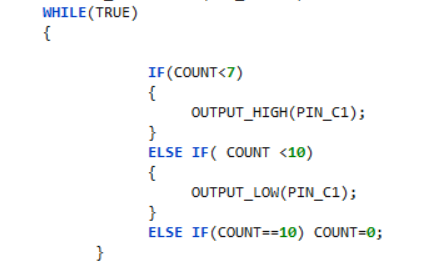 WHILE(TRUE)
{
IF(COUNT<7)
{
OUTPUT_HIGH(PIN_C1);
}
ELSE IF( COUNT <10)
{
OUTPUT_LOW(PIN_C1);
}
ELSE IF(COUNT==10) COUNT=0;
}